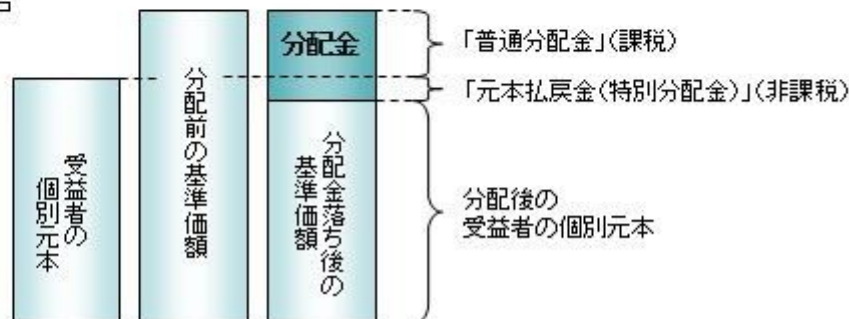 受益者の
個別元本
分配前の基準価額
分配金
分配金落ち後の
基準価額
「普通分配金」(課税)
「元本払戻金(特別分配金)」(非課税)
分配後の
受益者の個別元本